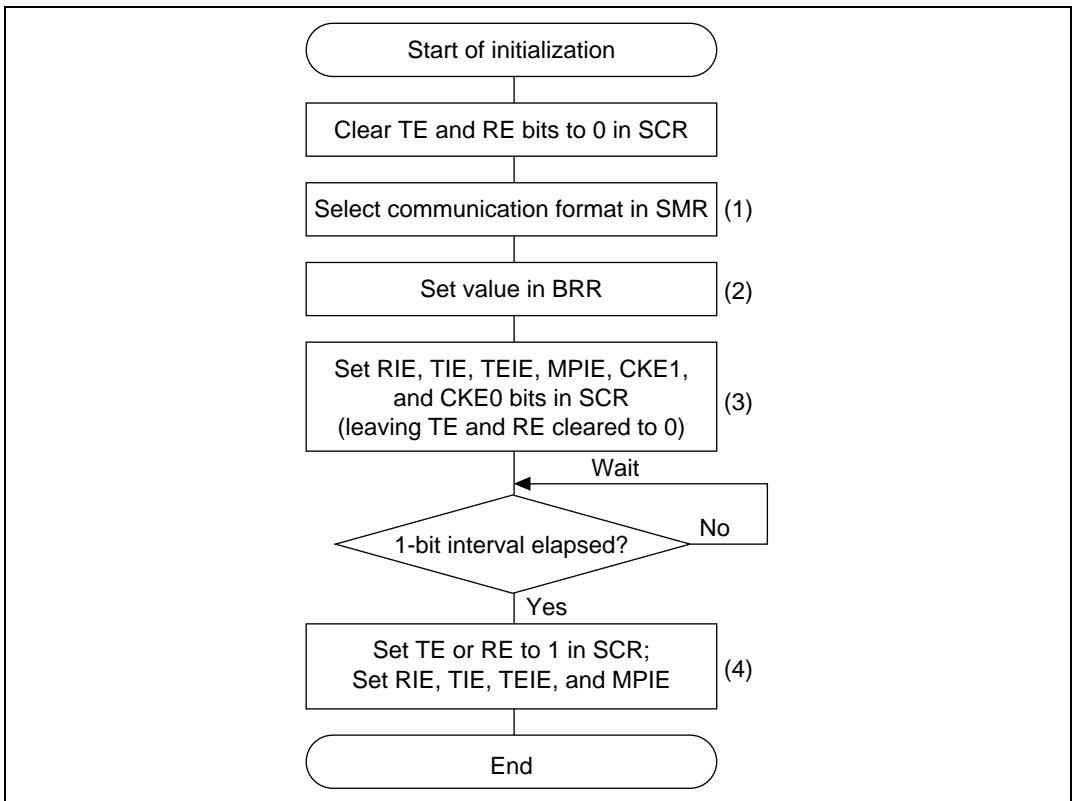 Start of initialization
Clear TE and RE bits to 0 in SCR
Select communication format in SMR
(1)
Set value in BRR
(2)
Set RIE, TIE, TEIE, MPIE, CKE1,
and CKE0 bits in SCR
(leaving TE and RE cleared to 0)
(3)
Wait
No
1-bit interval elapsed?
Yes
Set TE or RE to 1 in SCR;
Set RIE, TIE, TEIE, and MPIE
(4)
End